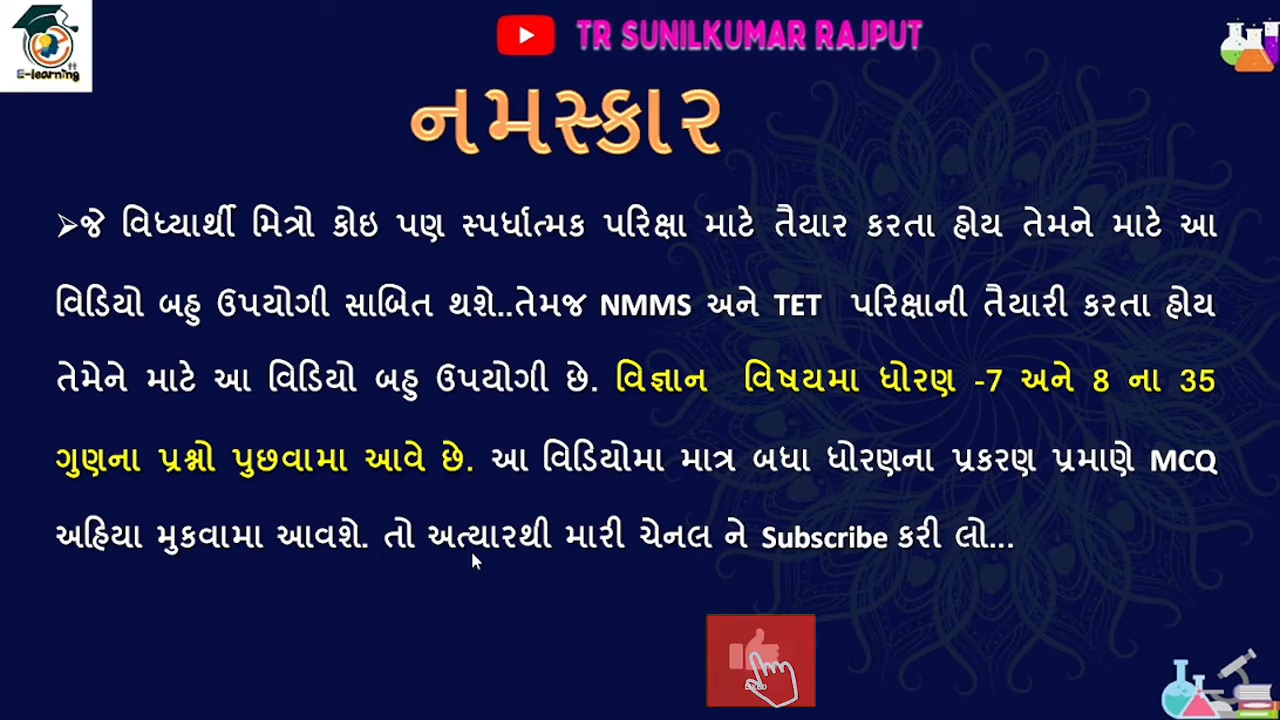 E-learning
TR SUNILKUMAR RAJPUT
નમસ્કાર
➢જે વિધ્યાર્થી મિત્રો કોઇ પણ સ્પર્ધાત્મક પરિક્ષા માટે તૈયાર કરતા હોય તેમને માટે આ
વિડિયો બહુ ઉપયોગી સાબિત થશે..તેમજ NMMS અને TET પરિક્ષાની તૈયારી કરતા હોય
તેમેને માટે આ વિડિયો બહુ ઉપયોગી છે. વિજ્ઞાન વિષયમા ધોરણ -7 અને 8 ના 35
ગુણના પ્રશ્નો પુછવામા આવે છે. આ વિડિયોમા માત્ર બધા ધોરણના પ્રકરણ પ્રમાણે MCQ
અહિયા મુકવામા આવશે. તો અત્યારથી મારી ચેનલ ને Subscribe કરી લો...